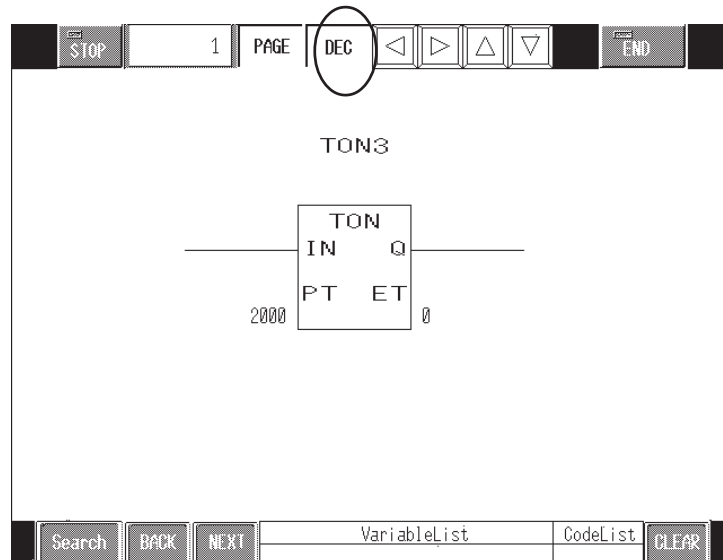 STOP 1 PAGE DEC END
TON3
TON
IN Q
PT ET
2000 0
Search BACK NEXT VariableList CodeList CLEAR